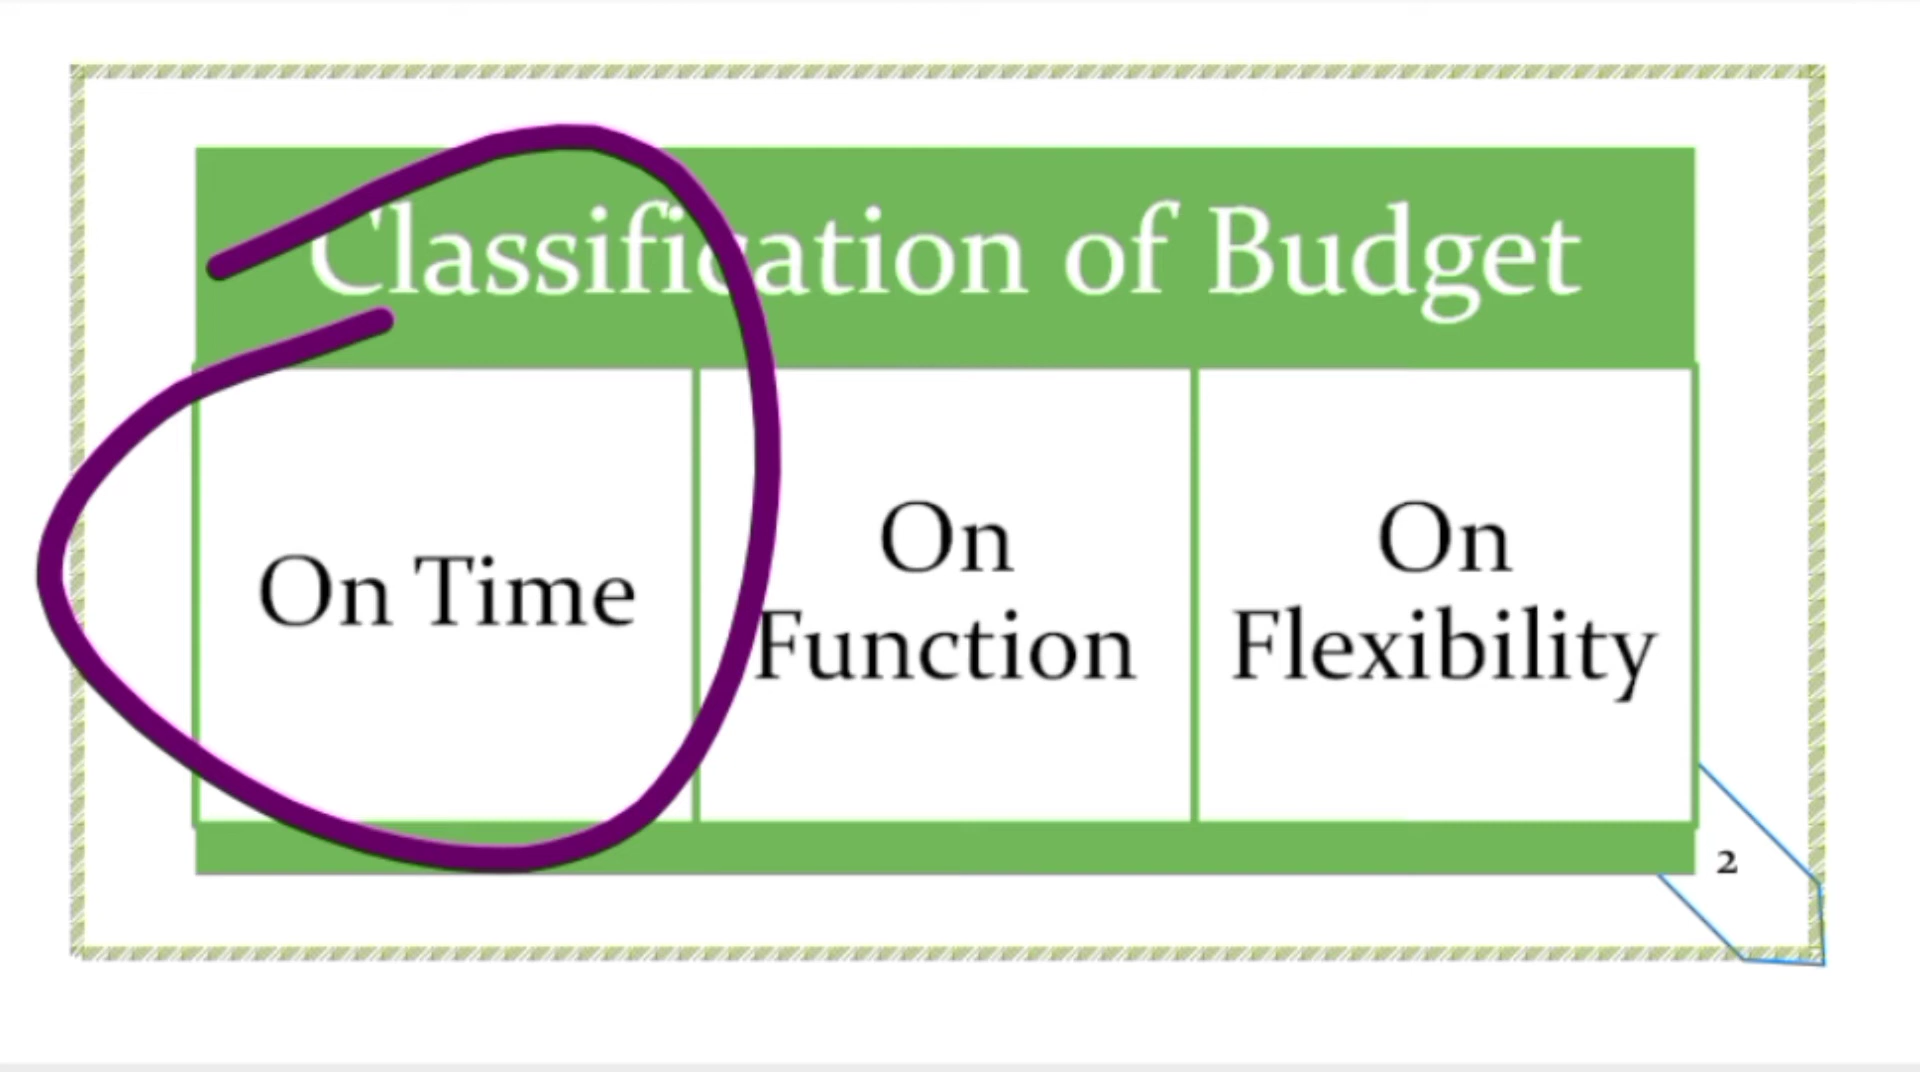 Classification of Budget
On Time
On
Function
On
Flexibility
2